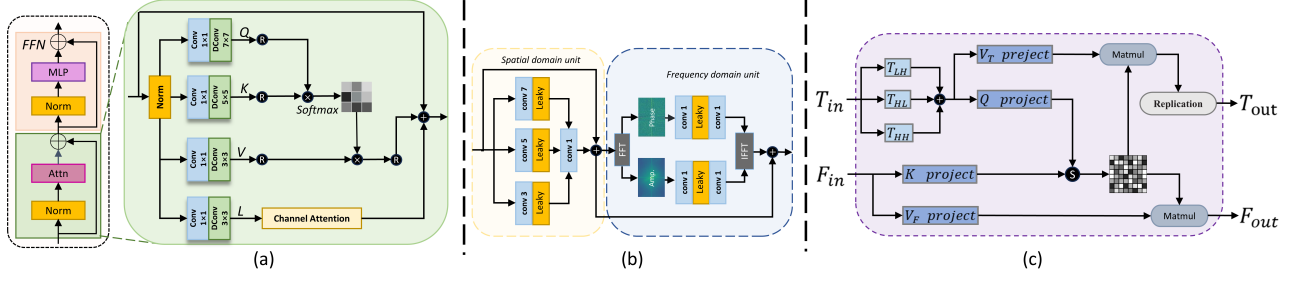 FFN
MLP
Norm
Attn
Norm
Norm
Conv 1×1
DConv 7×7
Q
R
Conv 1×1
DConv 5×5
K
R
Softmax
Conv 1×1
DConv 3×3
V
R
R
Conv 1×1
DConv 3×3
L
Channel Attention
(a)
Spatial domain unit
conv 7
Leaky
conv 5
Leaky
conv 3
Leaky
conv 1
Frequency domain unit
FFT
Phase
conv 1
Leaky
conv 1
Amp.
conv 1
Leaky
conv 1
IFFT
(b)
T_in
T_LH
T_HL
T_HH
V_T preject
Q project
Matmul
Replication
T_out
F_in
K project
S
V_F project
Matmul
F_out
(c)